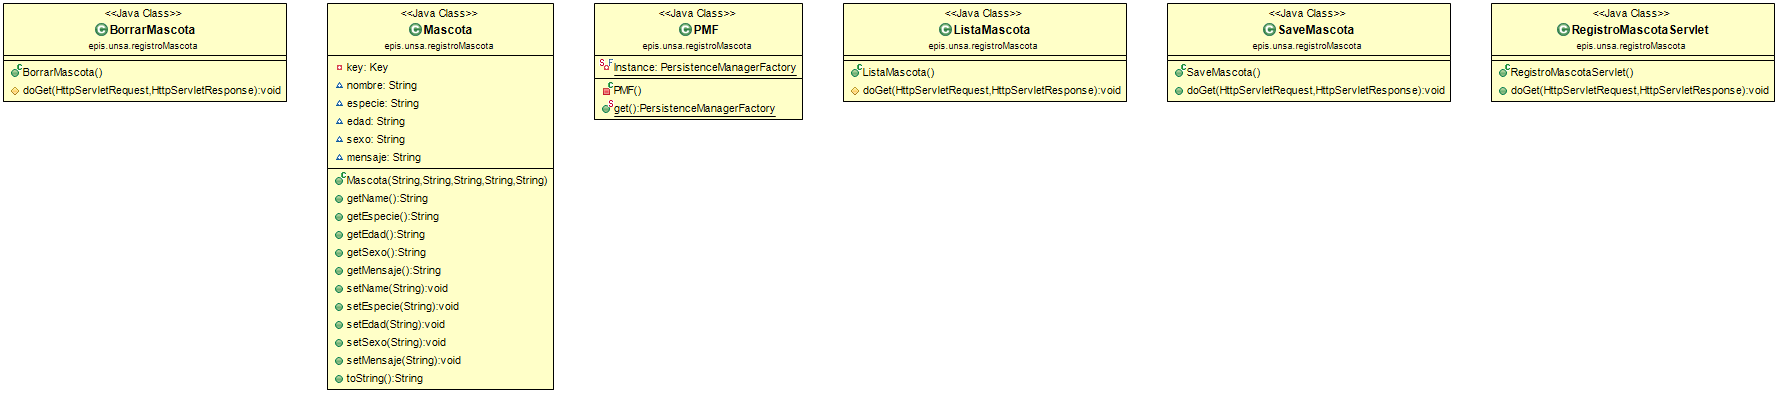 <<Java Class>>
BorrarMascota
epis.unsa.registroMascota
BorrarMascota()
doGet(HttpServletRequest,HttpServletResponse):void
<<Java Class>>
Mascota
epis.unsa.registroMascota
key: Key
nombre: String
especie: String
edad: String
sexo: String
mensaje: String
Mascota(String,String,String,String,String)
getName():String
getEspecie():String
getEdad():String
getSexo():String
getMensaje():String
setName(String):void
setEspecie(String):void
setEdad(String):void
setSexo(String):void
setMensaje(String):void
toString():String
<<Java Class>>
PMF
epis.unsa.registroMascota
Instance: PersistenceManagerFactory
PMF()
get():PersistenceManagerFactory
<<Java Class>>
ListaMascota
epis.unsa.registroMascota
ListaMascota()
doGet(HttpServletRequest,HttpServletResponse):void
<<Java Class>>
SaveMascota
epis.unsa.registroMascota
SaveMascota()
doGet(HttpServletRequest,HttpServletResponse):void
<<Java Class>>
RegistroMascotaServlet
epis.unsa.registroMascota
RegistroMascotaServlet()
doGet(HttpServletRequest,HttpServletResponse):void